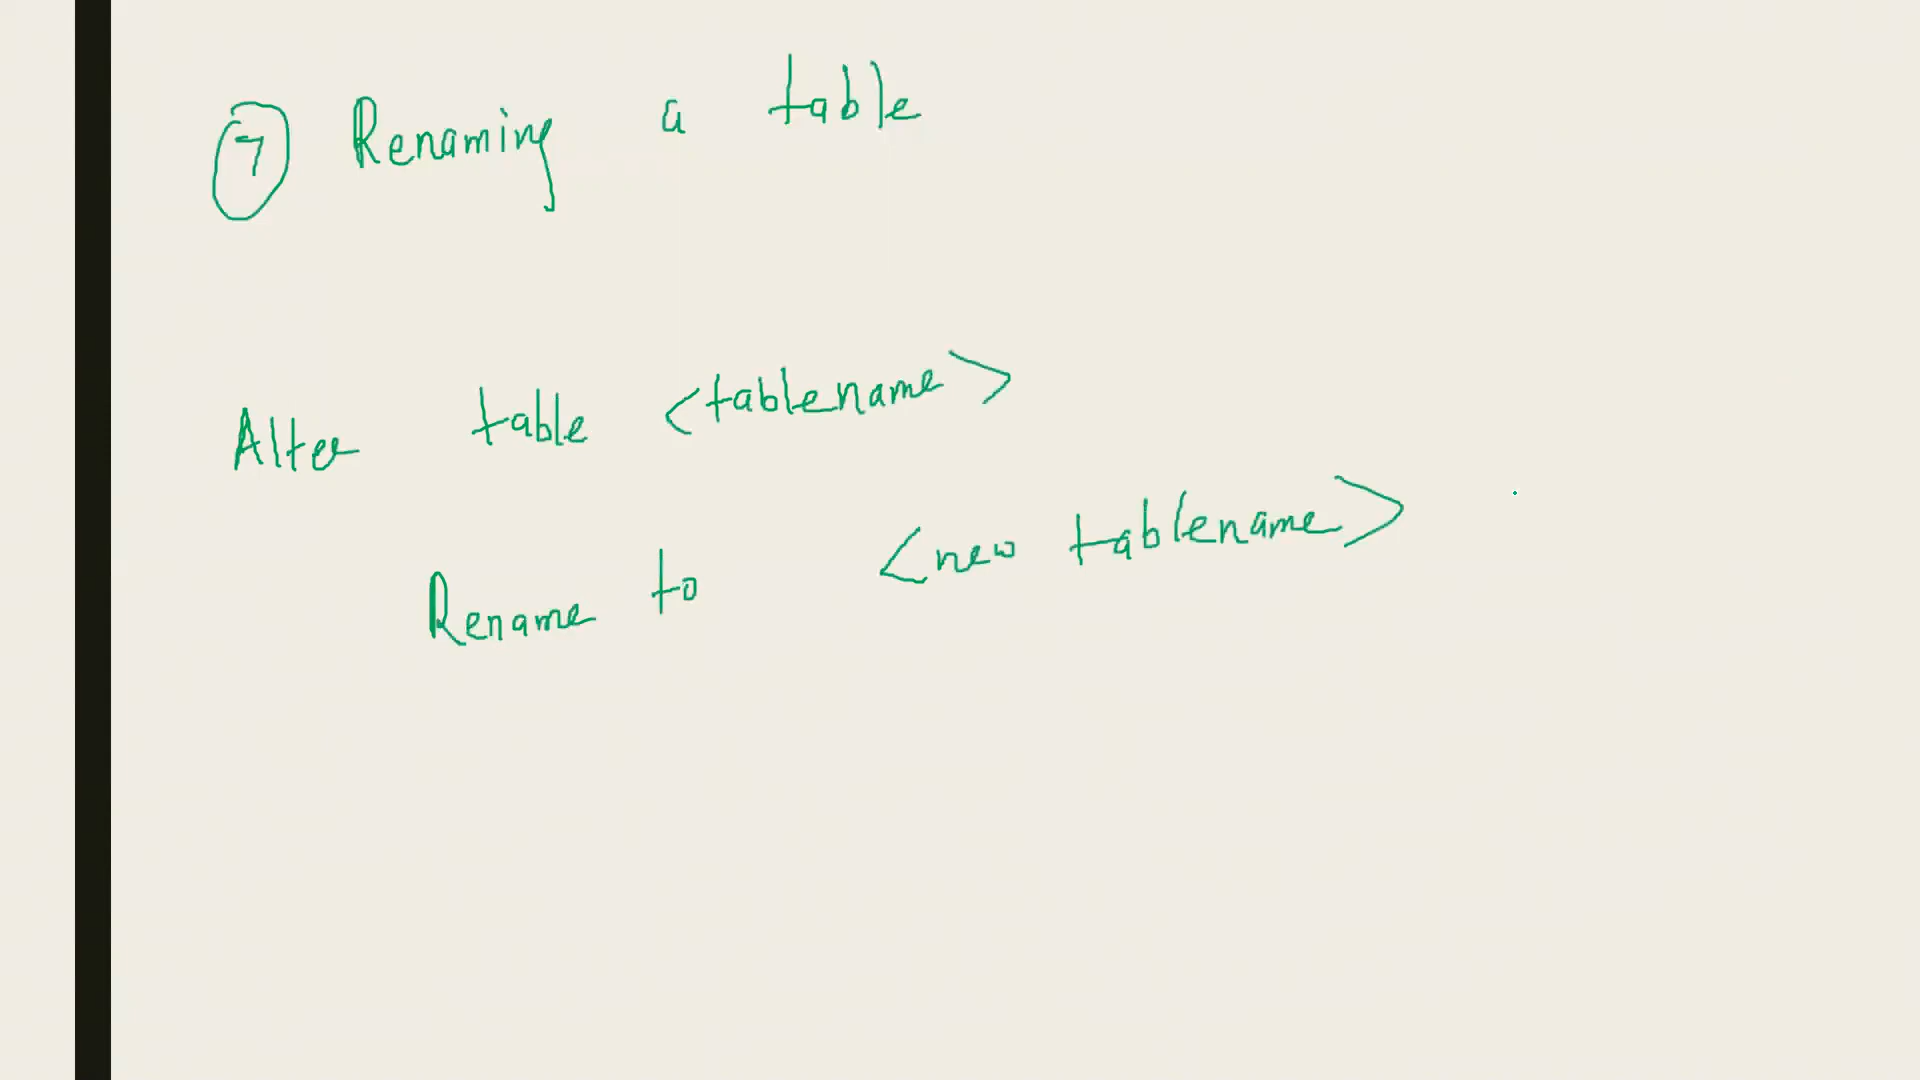 7 Renaming a table
Alter table <tablename>
Rename to <new tablename>